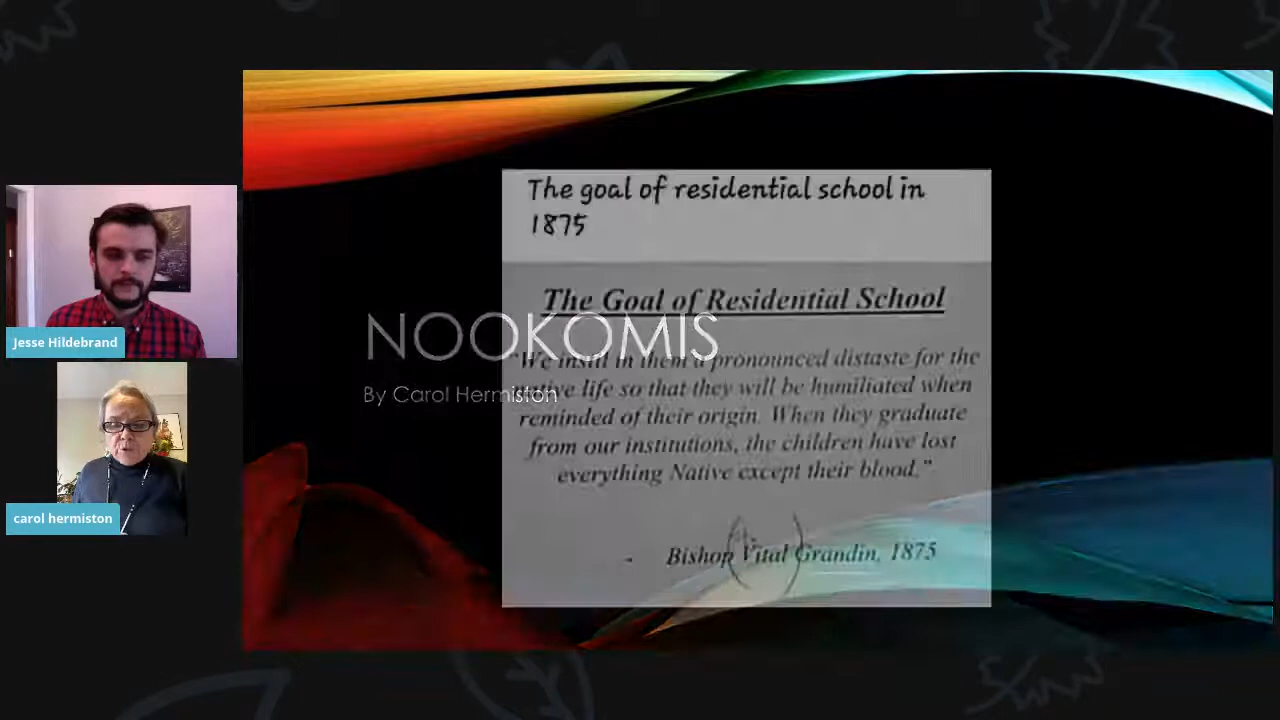 The goal of residential school in
1875
The Goal of Residential School
NOOKOMIS
By Carol Hermiston
"We instill in them a pronounced distaste for the
native life so that they will be humiliated when
reminded of their origin. When they graduate
from our institutions, the children have lost
everything Native except their blood."
- Bishop Vital Grandin, 1875
Jesse Hildebrand
carol hermiston